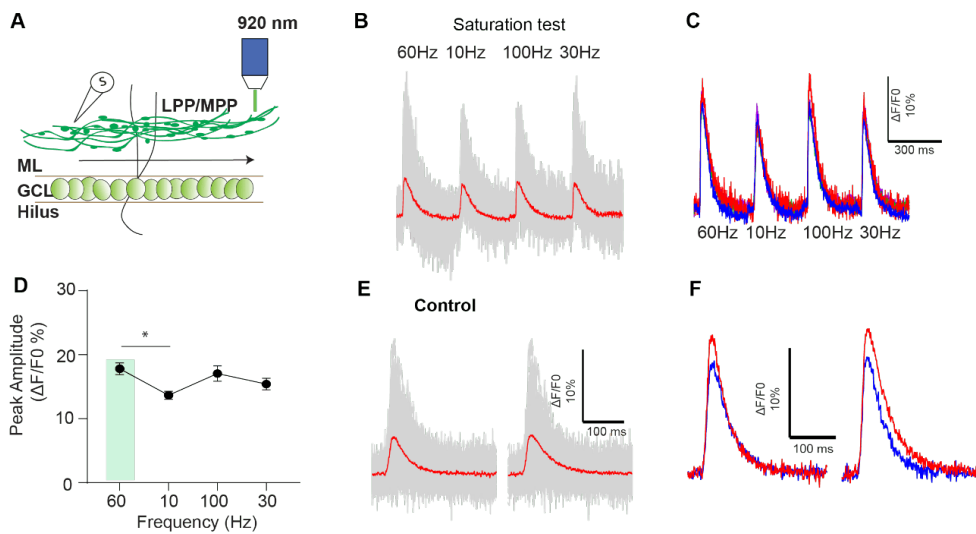 A
920 nm
S
LPP/MPP
ML
GCL
Hilus
B
Saturation test
60Hz 10Hz 100Hz 30Hz
C
ΔF/F0
10%
300 ms
60Hz 10Hz 100Hz 30Hz
D
Peak Amplitude
(ΔF/F0 %)
30
20
10
0
*
60 10 100 30
Frequency (Hz)
E
Control
ΔF/F0
10%
100 ms
F
ΔF/F0
10%
100 ms